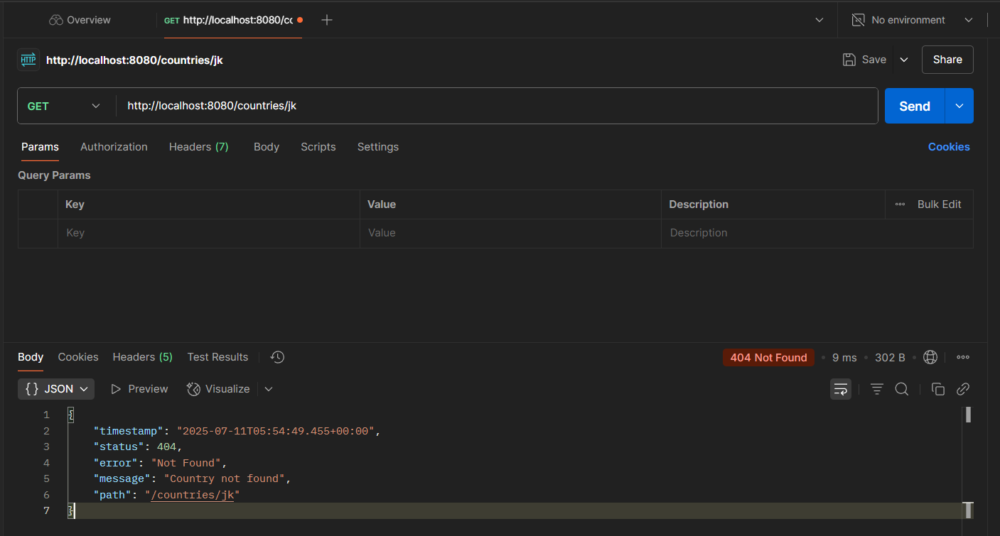 Overview
GET http://localhost:8080/cc
No environment
HTTP http://localhost:8080/countries/jk
Save
Share
GET
http://localhost:8080/countries/jk
Send
Params Authorization Headers (7) Body Scripts Settings Cookies
Query Params
Key Value Description Bulk Edit
Key Value Description
Body Cookies Headers (5) Test Results 404 Not Found • 9 ms • 302 B •
{} JSON Preview Visualize
1 {
2 "timestamp": "2025-07-11T05:54:49.455+00:00",
3 "status": 404,
4 "error": "Not Found",
5 "message": "Country not found",
6 "path": "/countries/jk"
7 }